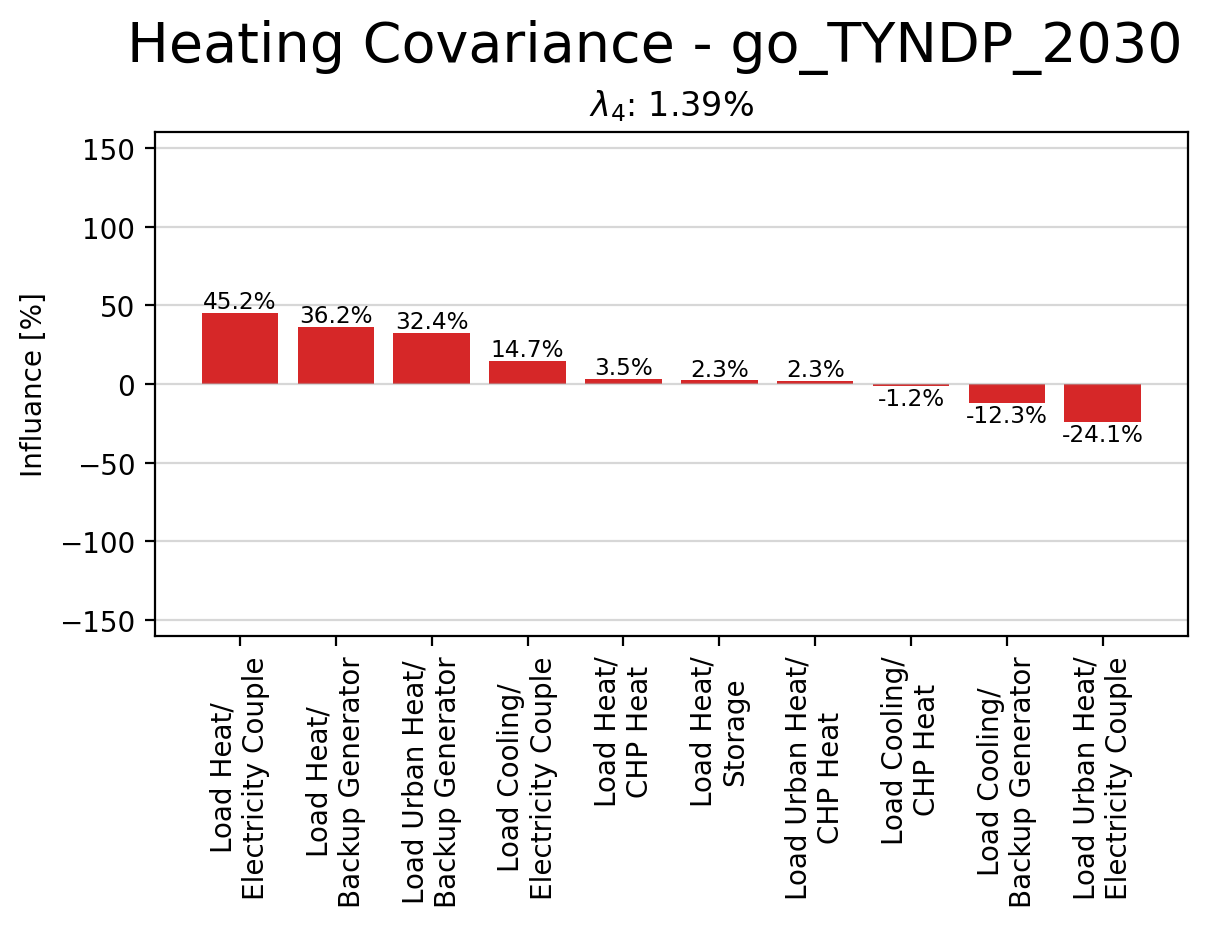 Heating Covariance - go_TYNDP_2030
λ4: 1.39%
Influance [%]
150
100
50
0
−50
−100
−150
45.2%
36.2%
32.4%
14.7%
3.5%
2.3%
2.3%
-1.2%
-12.3%
-24.1%
Load Heat/
Electricity Couple
Load Heat/
Backup Generator
Load Urban Heat/
Backup Generator
Load Cooling/
Electricity Couple
Load Heat/
CHP Heat
Load Heat/
Storage
Load Urban Heat/
CHP Heat
Load Cooling/
CHP Heat
Load Cooling/
Backup Generator
Load Urban Heat/
Electricity Couple